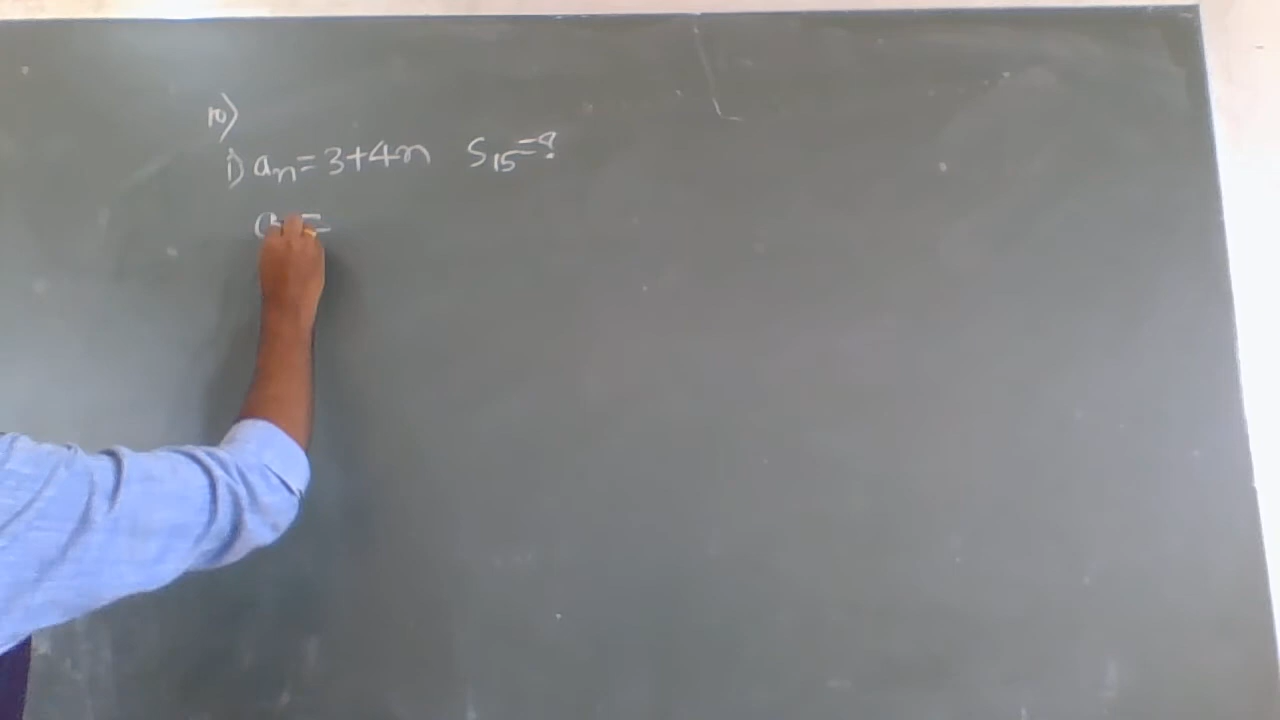 10)
i) aₙ = 3+4n S₁₅ = ?
a =